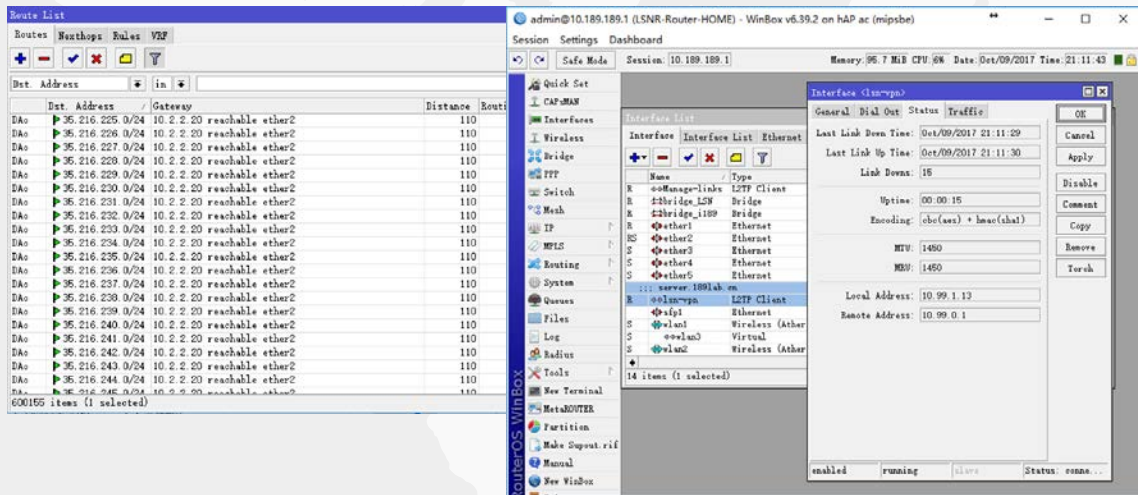 Route List
Routes Nexthops Rules VRF
Dst. Address in
Dst. Address / Gateway Distance
DAo 35.216.225.0/24 10.2.2.20 reachable ether2 110
DAo 35.216.226.0/24 10.2.2.20 reachable ether2 110
DAo 35.216.227.0/24 10.2.2.20 reachable ether2 110
DAo 35.216.228.0/24 10.2.2.20 reachable ether2 110
DAo 35.216.229.0/24 10.2.2.20 reachable ether2 110
DAo 35.216.230.0/24 10.2.2.20 reachable ether2 110
DAo 35.216.231.0/24 10.2.2.20 reachable ether2 110
DAo 35.216.232.0/24 10.2.2.20 reachable ether2 110
DAo 35.216.233.0/24 10.2.2.20 reachable ether2 110
DAo 35.216.234.0/24 10.2.2.20 reachable ether2 110
DAo 35.216.235.0/24 10.2.2.20 reachable ether2 110
DAo 35.216.236.0/24 10.2.2.20 reachable ether2 110
DAo 35.216.237.0/24 10.2.2.20 reachable ether2 110
DAo 35.216.238.0/24 10.2.2.20 reachable ether2 110
DAo 35.216.239.0/24 10.2.2.20 reachable ether2 110
DAo 35.216.240.0/24 10.2.2.20 reachable ether2 110
DAo 35.216.241.0/24 10.2.2.20 reachable ether2 110
DAo 35.216.242.0/24 10.2.2.20 reachable ether2 110
DAo 35.216.243.0/24 10.2.2.20 reachable ether2 110
DAo 35.216.244.0/24 10.2.2.20 reachable ether2 110
DAo 35.216.245.0/24 10.2.2.20 reachable ether2 110
600155 items (1 selected)
admin@10.189.189.1 (LSNR-Router-HOME) - WinBox v6.39.2 on hAP ac (mipsbe)
Session Settings Dashboard
Safe Mode Session: 10.189.189.1 Memory: 95.7 MiB CPU: 6% Date: Oct/09/2017 Time: 21:11:43
RouterOS WinBox
Quick Set
CAPsMAN
Interfaces
Wireless
Bridge
PPP
Switch
Mesh
IP
MPLS
Routing
System
Queues
Files
Log
Radius
Tools
New Terminal
MetaROUTER
Partition
Make Supout.rif
Manual
New WinBox
Interface List
Interface Interface List Ethernet
Name / Type
R Manage-links L2TP Client
R bridge_LSN Bridge
R bridge_i189 Bridge
R ether1 Ethernet
RS ether2 Ethernet
S ether3 Ethernet
S ether4 Ethernet
S ether5 Ethernet
;;; server.189lab.cn
R lsn-vpn L2TP Client
sfp1 Ethernet
S wlan1 Wireless (Ather
S wlan3 Virtual
S wlan2 Wireless (Ather
14 items (1 selected)
Interface <lsn-vpn>
General Dial Out Status Traffic
Last Link Down Time: Oct/09/2017 21:11:29
Last Link Up Time: Oct/09/2017 21:11:30
Link Downs: 15
Uptime: 00:00:15
Encoding: cbc(aes) + hmac(sha1)
MTU: 1450
MRU: 1450
Local Address: 10.99.1.13
Remote Address: 10.99.0.1
OK
Cancel
Apply
Disable
Comment
Copy
Remove
Torch
enabled running slave Status: conne...